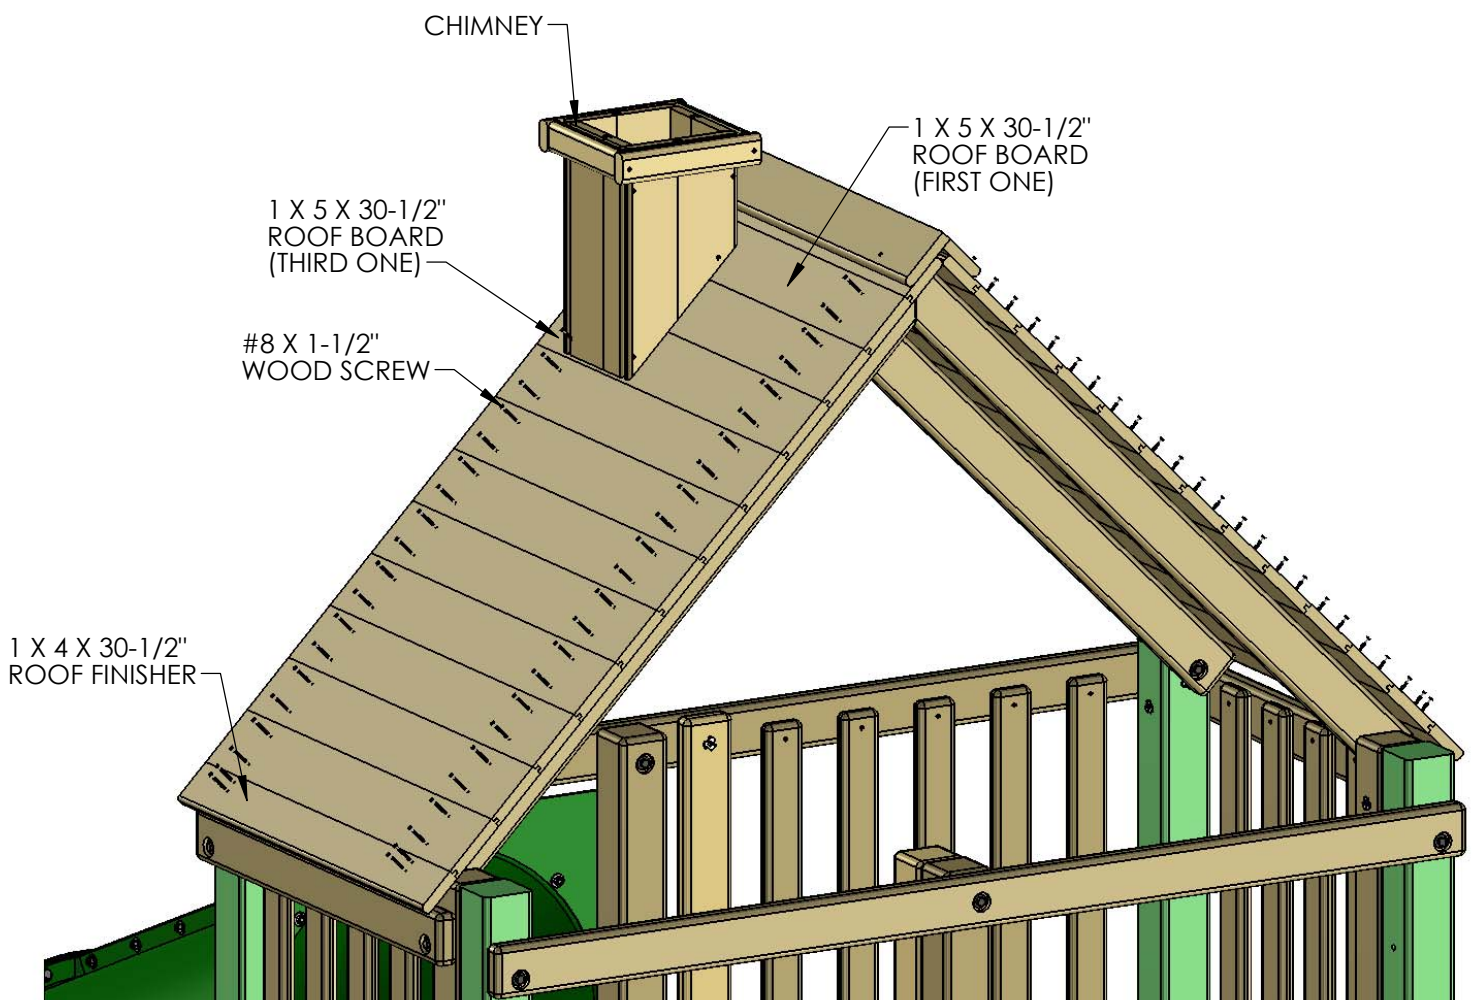 CHIMNEY
1 X 5 X 30-1/2"
ROOF BOARD
(FIRST ONE)
1 X 5 X 30-1/2"
ROOF BOARD
(THIRD ONE)
#8 X 1-1/2"
WOOD SCREW
1 X 4 X 30-1/2"
ROOF FINISHER